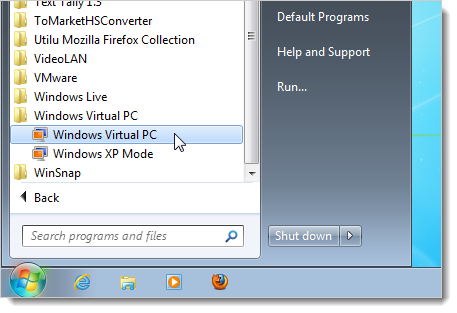 Text Tally 1.3
ToMarketHSConverter
Utilu Mozilla Firefox Collection
VideoLAN
VMware
Windows Live
Windows Virtual PC
Windows Virtual PC
Windows XP Mode
WinSnap
Back
Search programs and files
Default Programs
Help and Support
Run...
Shut down